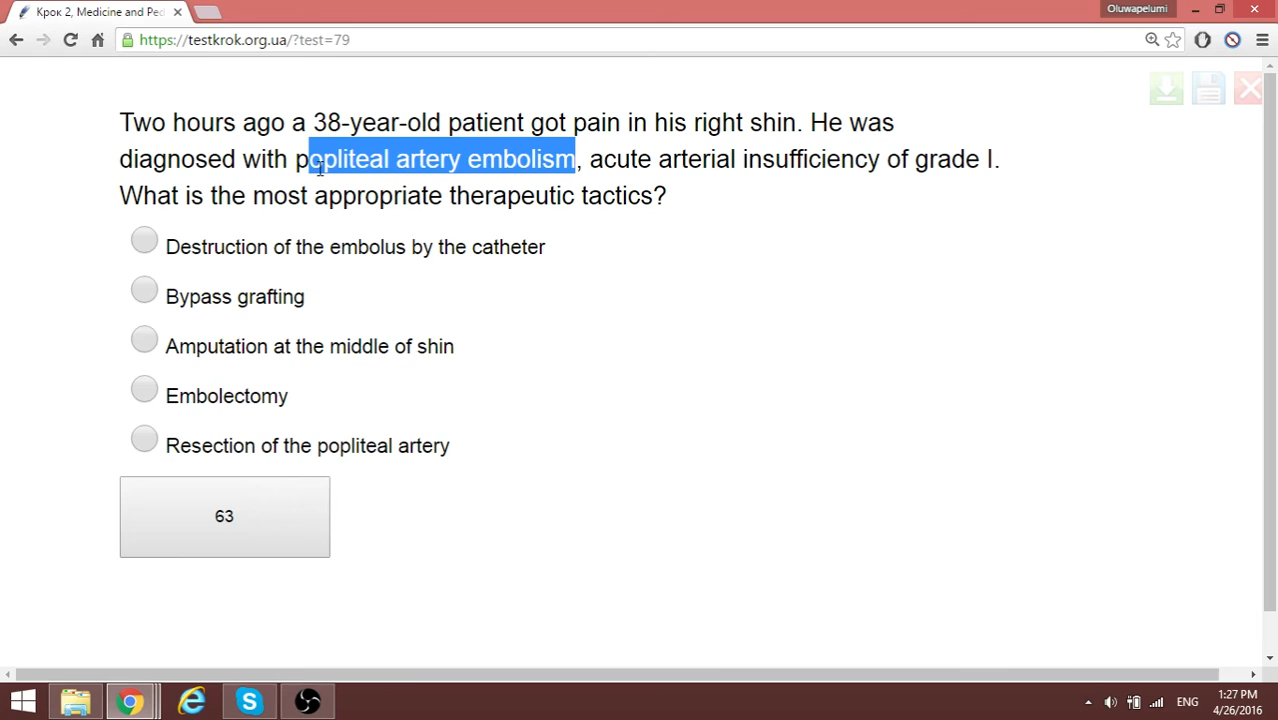 Крок 2, Medicine and Ped
Oluwapelumi
https://testkrok.org.ua/?test=79
Two hours ago a 38-year-old patient got pain in his right shin. He was
diagnosed with popliteal artery embolism, acute arterial insufficiency of grade I.
What is the most appropriate therapeutic tactics?
Destruction of the embolus by the catheter
Bypass grafting
Amputation at the middle of shin
Embolectomy
Resection of the popliteal artery
63
ENG
1:27 PM
4/26/2016